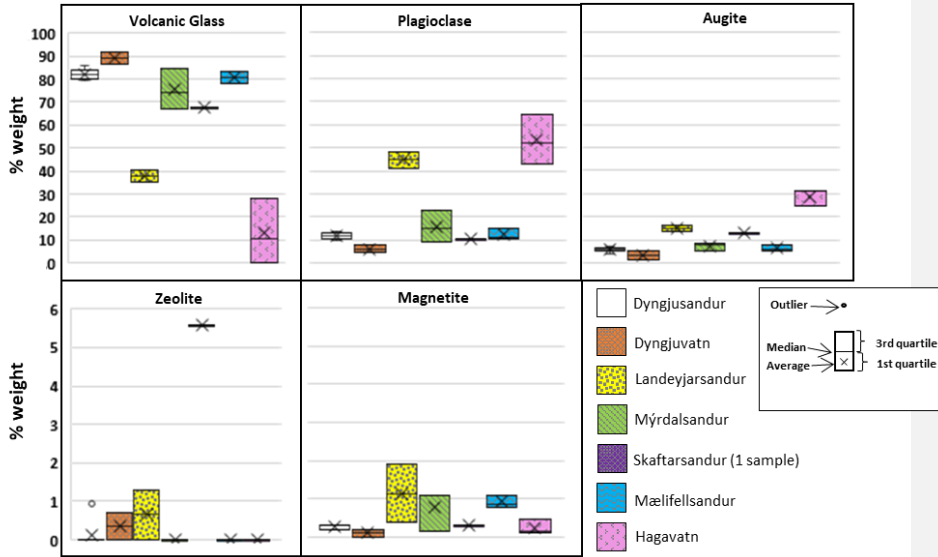 Volcanic Glass
Plagioclase
Augite
% weight
100
90
80
70
60
50
40
30
20
10
0
Zeolite
Magnetite
% weight
6
5
4
3
2
1
0
Dyngjusandur
Dyngjuvatn
Landeyjarsandur
Mýrdalsandur
Skaftarsandur (1 sample)
Mælifellsandur
Hagavatn
Outlier
Median
Average
3rd quartile
1st quartile